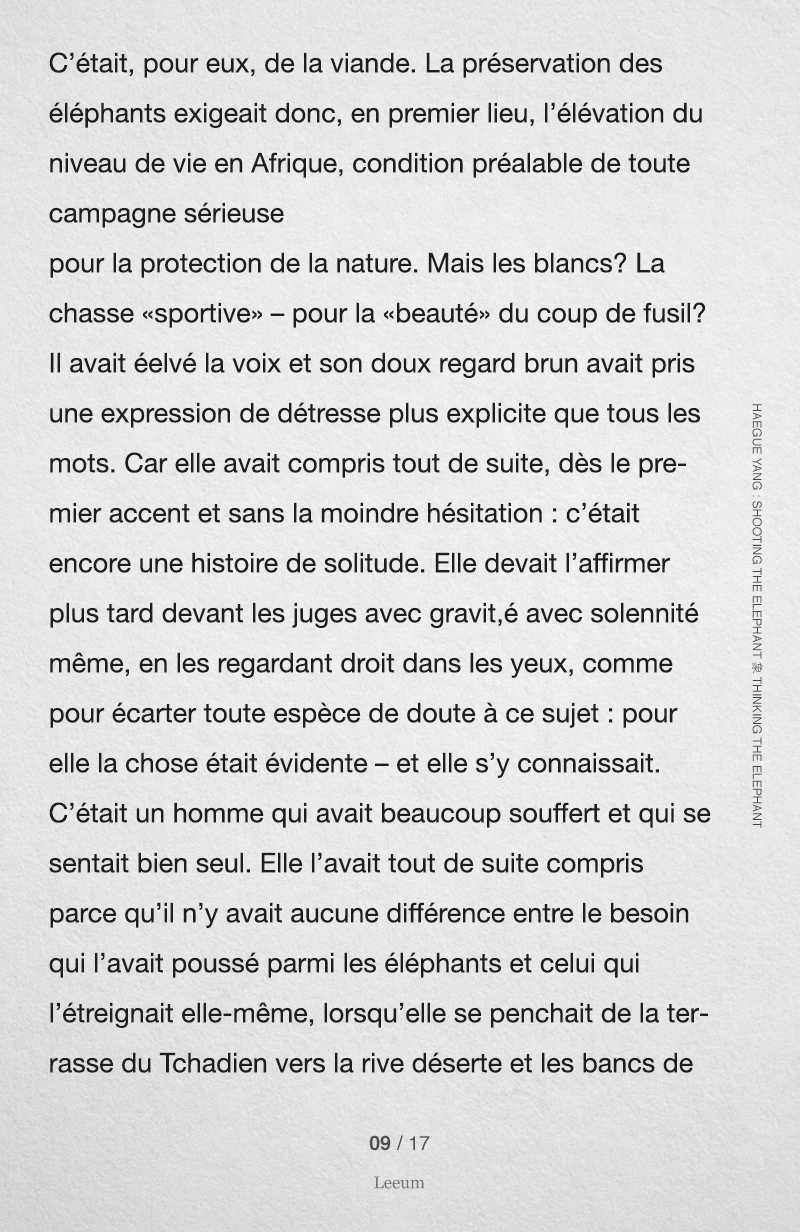 C’était, pour eux, de la viande. La préservation des
éléphants exigeait donc, en premier lieu, l’élévation du
niveau de vie en Afrique, condition préalable de toute
campagne sérieuse
pour la protection de la nature. Mais les blancs? La
chasse «sportive» – pour la «beauté» du coup de fusil?
Il avait éelvé la voix et son doux regard brun avait pris
une expression de détresse plus explicite que tous les
mots. Car elle avait compris tout de suite, dès le pre-
mier accent et sans la moindre hésitation : c’était
encore une histoire de solitude. Elle devait l’affirmer
plus tard devant les juges avec gravit,é avec solennité
même, en les regardant droit dans les yeux, comme
pour écarter toute espèce de doute à ce sujet : pour
elle la chose était évidente – et elle s’y connaissait.
C’était un homme qui avait beaucoup souffert et qui se
sentait bien seul. Elle l’avait tout de suite compris
parce qu’il n’y avait aucune différence entre le besoin
qui l’avait poussé parmi les éléphants et celui qui
l’étreignait elle-même, lorsqu’elle se penchait de la ter-
rasse du Tchadien vers la rive déserte et les bancs de
HAEGUE YANG : SHOOTING THE ELEPHANT 象 THINKING THE ELEPHANT
09 / 17
Leeum